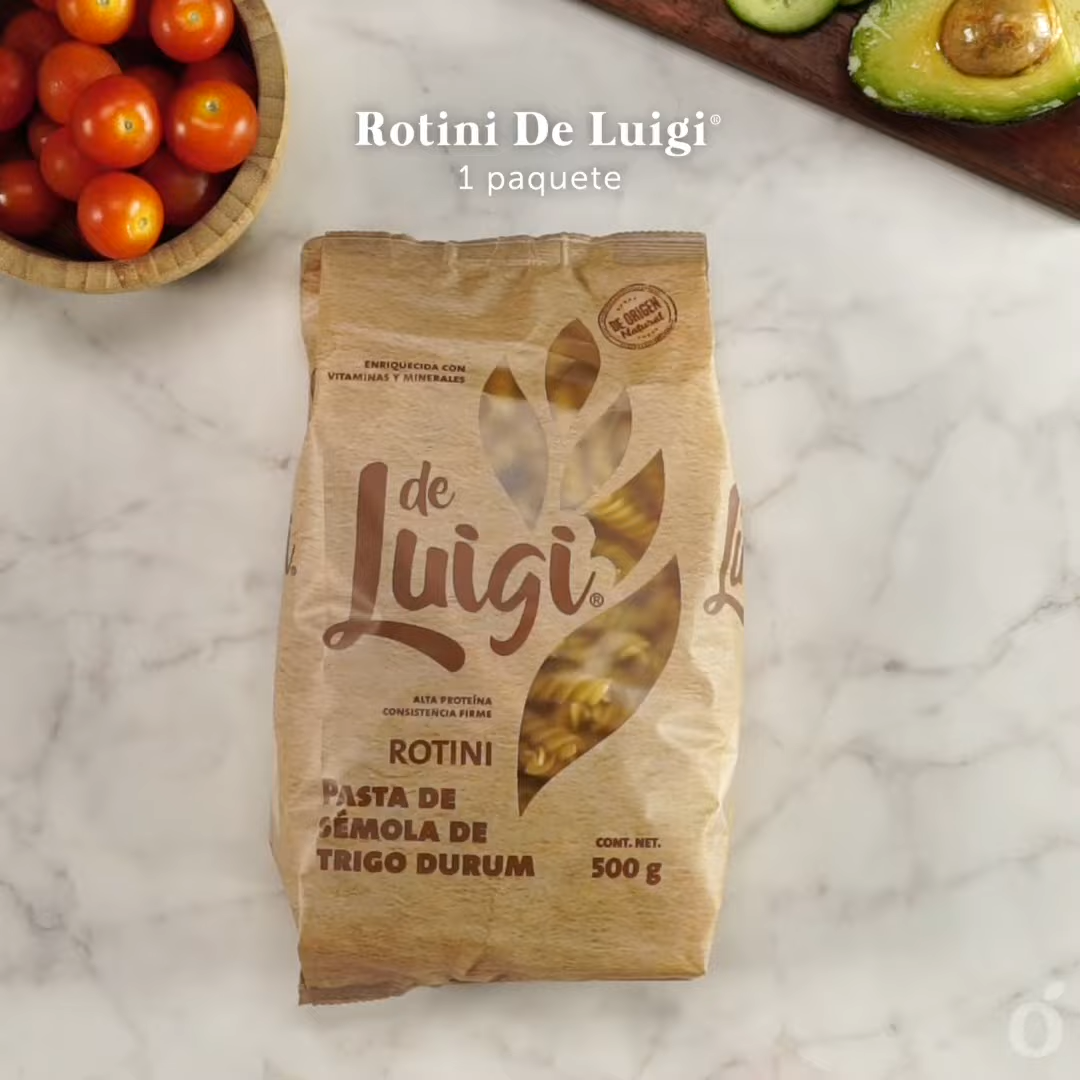 Rotini De Luigi®
1 paquete
DE ORIGEN
Natural
ENRIQUECIDA CON
VITAMINAS Y MINERALES
de
Luigi®
ALTA PROTEÍNA
CONSISTENCIA FIRME
ROTINI
PASTA DE
SÉMOLA DE
TRIGO DURUM
CONT. NET.
500 g